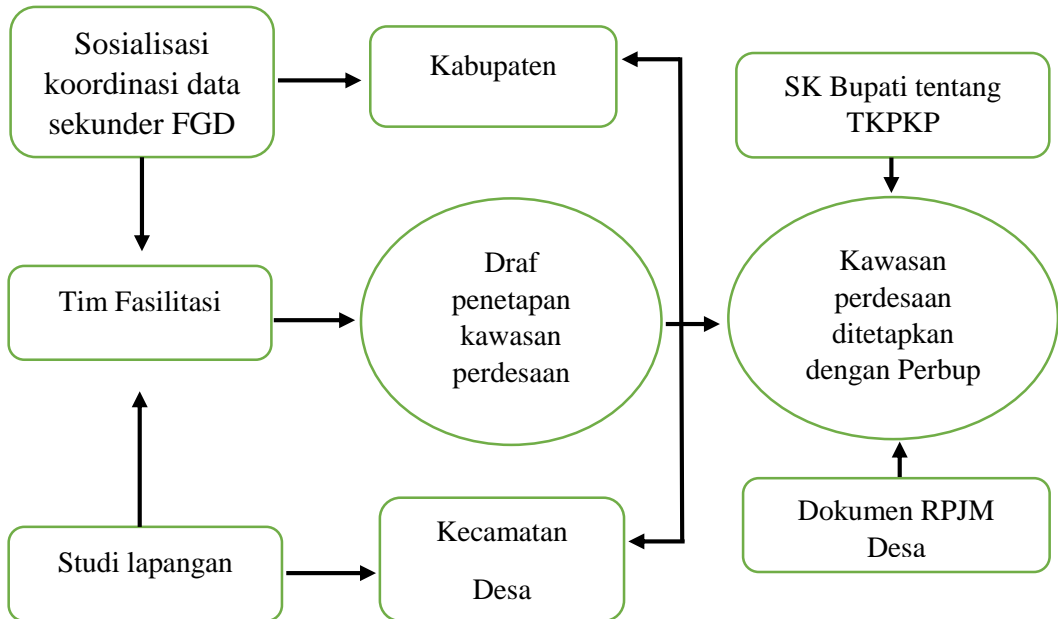 Sosialisasi
koordinasi data
sekunder FGD
Kabupaten
SK Bupati tentang
TKPKP
Tim Fasilitasi
Draf
penetapan
kawasan
perdesaan
Kawasan
perdesaan
ditetapkan
dengan Perbup
Studi lapangan
Kecamatan
Desa
Dokumen RPJM
Desa